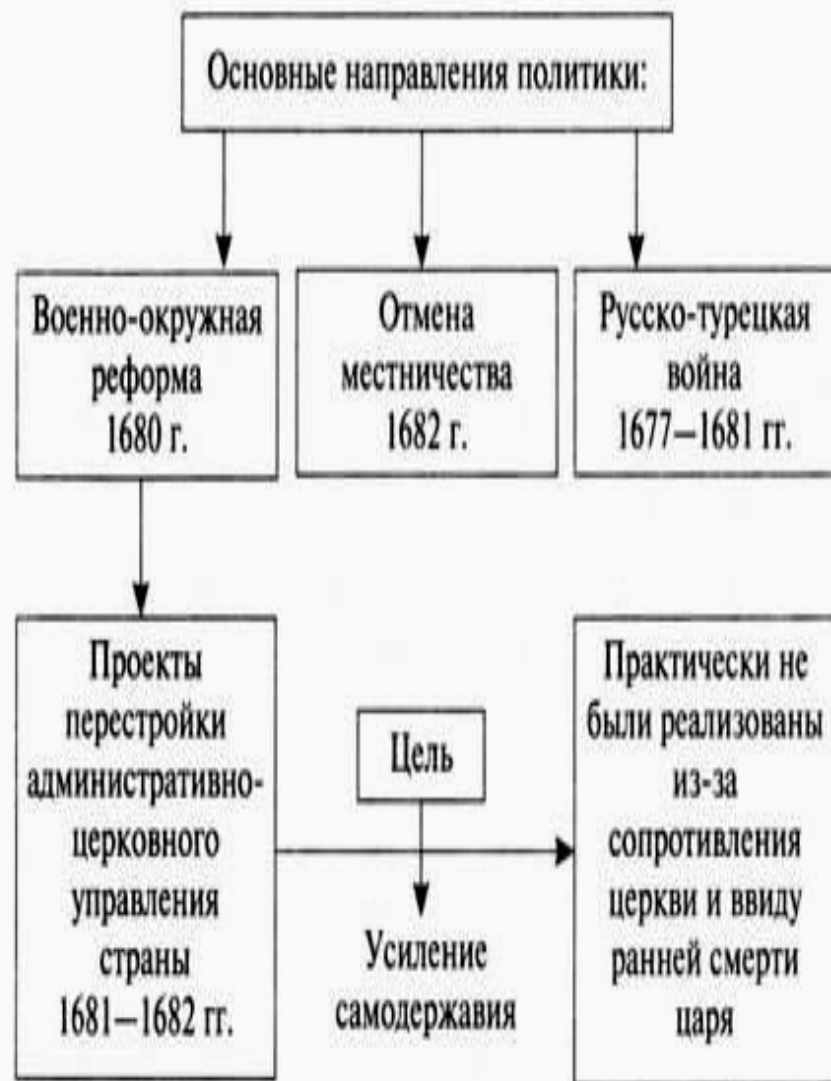 Основные направления политики:
Военно-окружная
реформа
1680 г.
Отмена
местничества
1682 г.
Русско-турецкая
война
1677—1681 гг.
Проекты
перестройки
административно-
церковного
управления
страны
1681—1682 гг.
Цель
Усиление
самодержавия
Практически не
были реализованы
из-за
сопротивления
церкви и ввиду
ранней смерти
царя